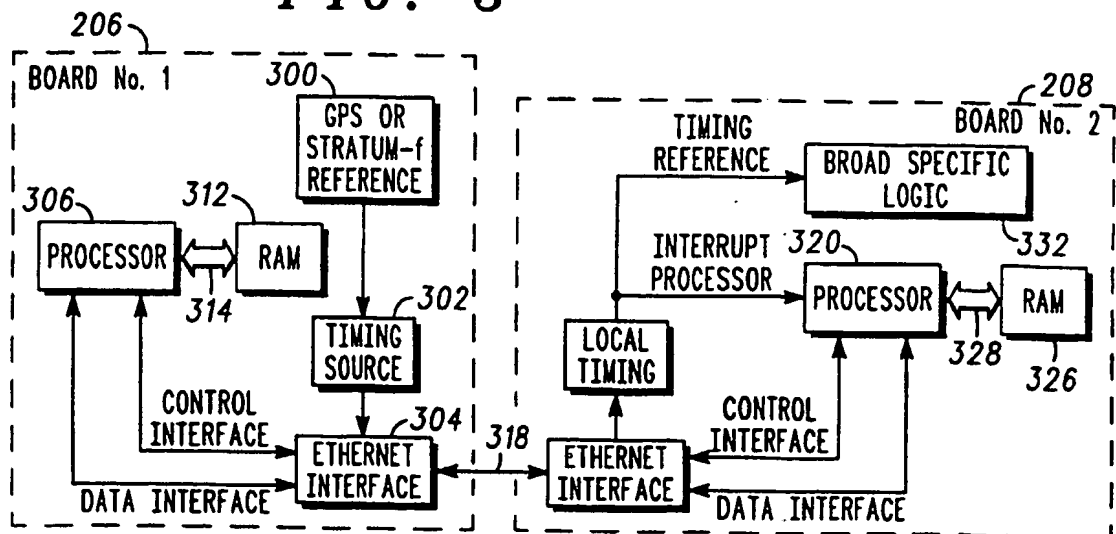 FIG. 3
206
BOARD No. 1
300
GPS OR
STRATUM-f
REFERENCE
306
PROCESSOR
314
312
RAM
302
TIMING
SOURCE
CONTROL
INTERFACE
304
ETHERNET
INTERFACE
DATA INTERFACE
318
208
BOARD No. 2
TIMING
REFERENCE
BROAD SPECIFIC
LOGIC
332
INTERRUPT
PROCESSOR
320
PROCESSOR
328
RAM
326
LOCAL
TIMING
CONTROL
INTERFACE
ETHERNET
INTERFACE
DATA INTERFACE